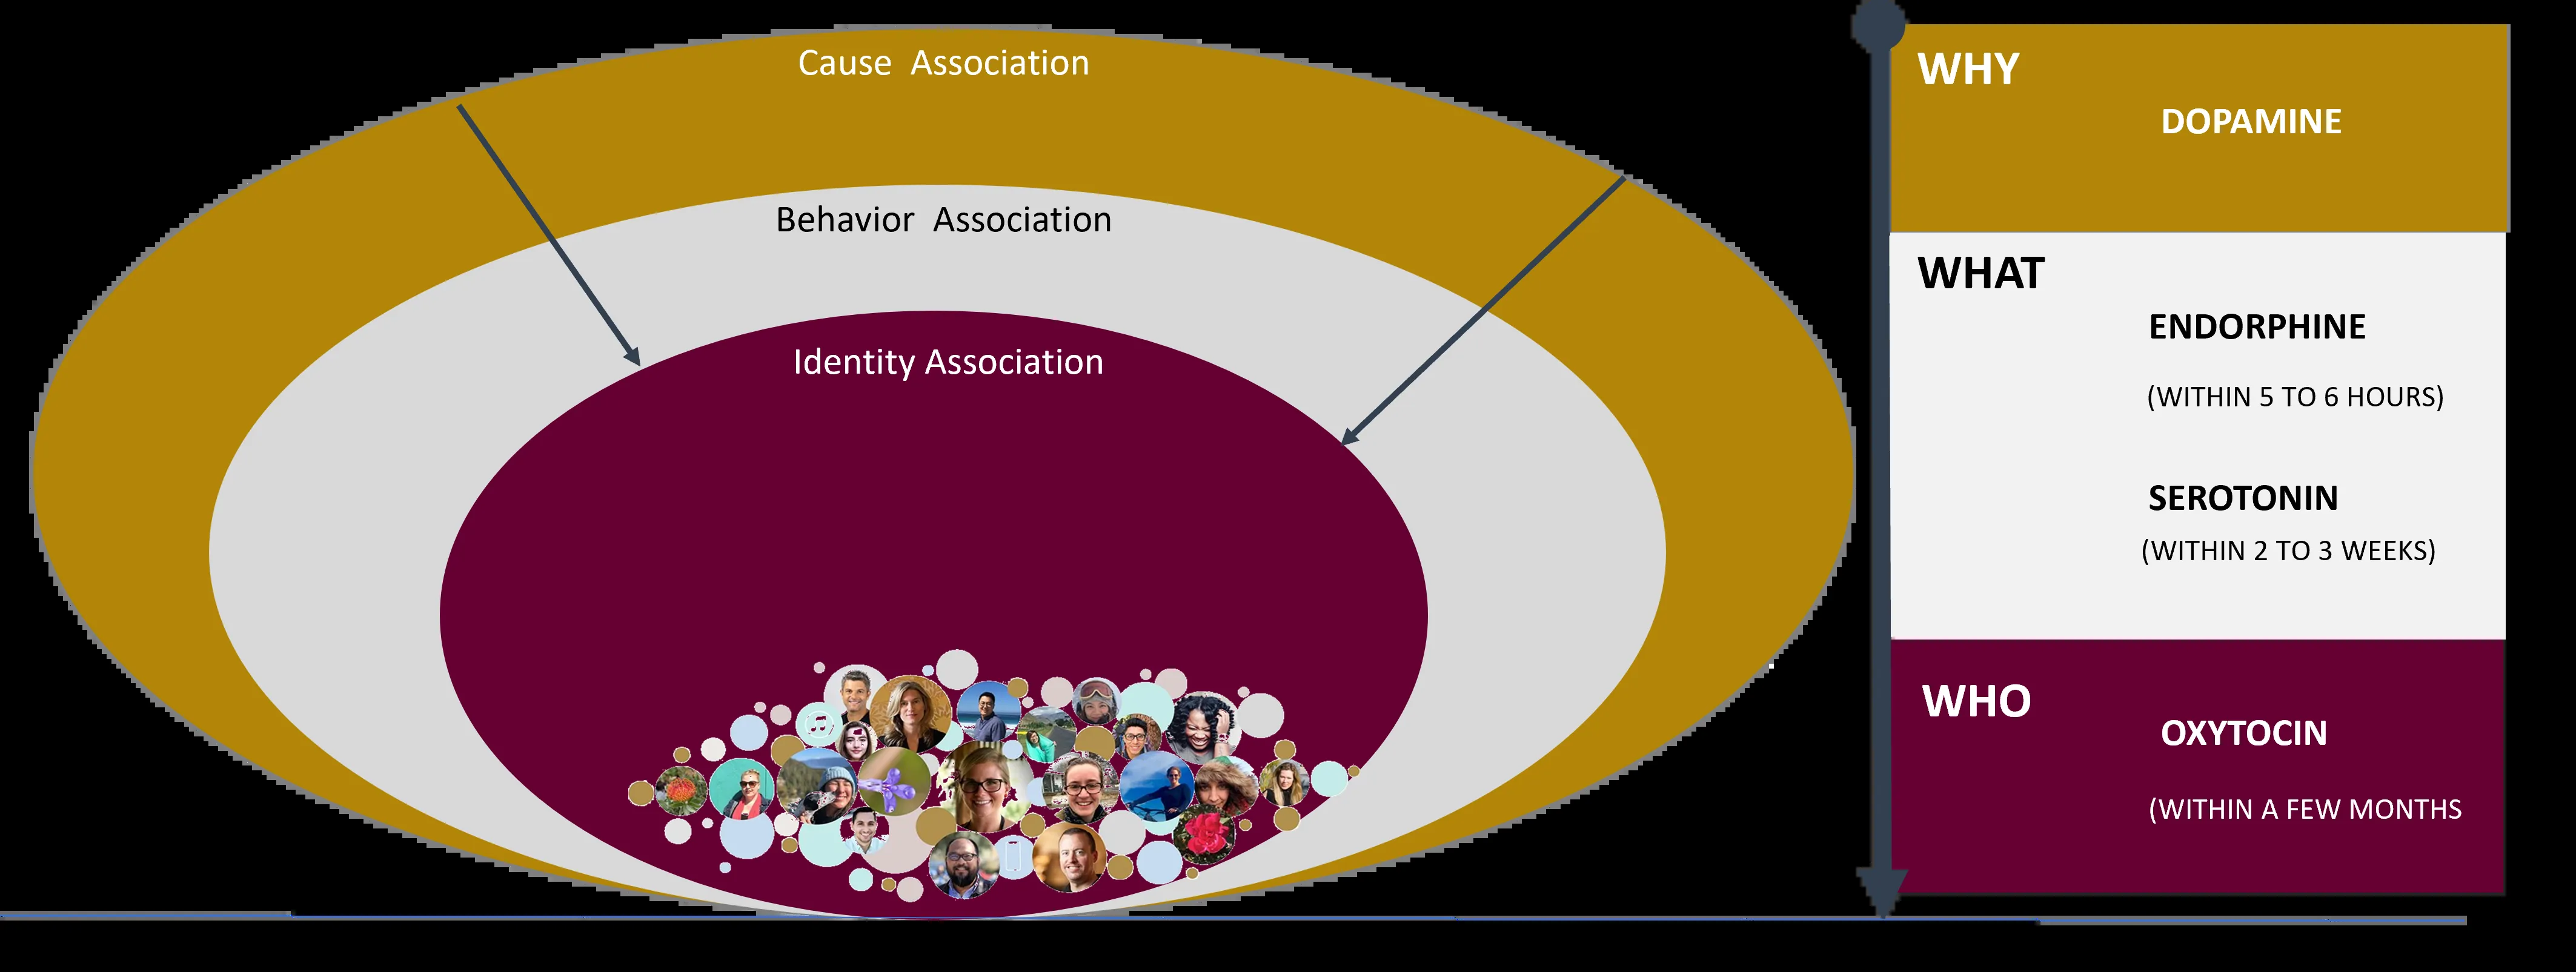 Cause Association
Behavior Association
Identity Association
WHY
DOPAMINE
WHAT
ENDORPHINE
(WITHIN 5 TO 6 HOURS)
SEROTONIN
(WITHIN 2 TO 3 WEEKS)
WHO
OXYTOCIN
(WITHIN A FEW MONTHS